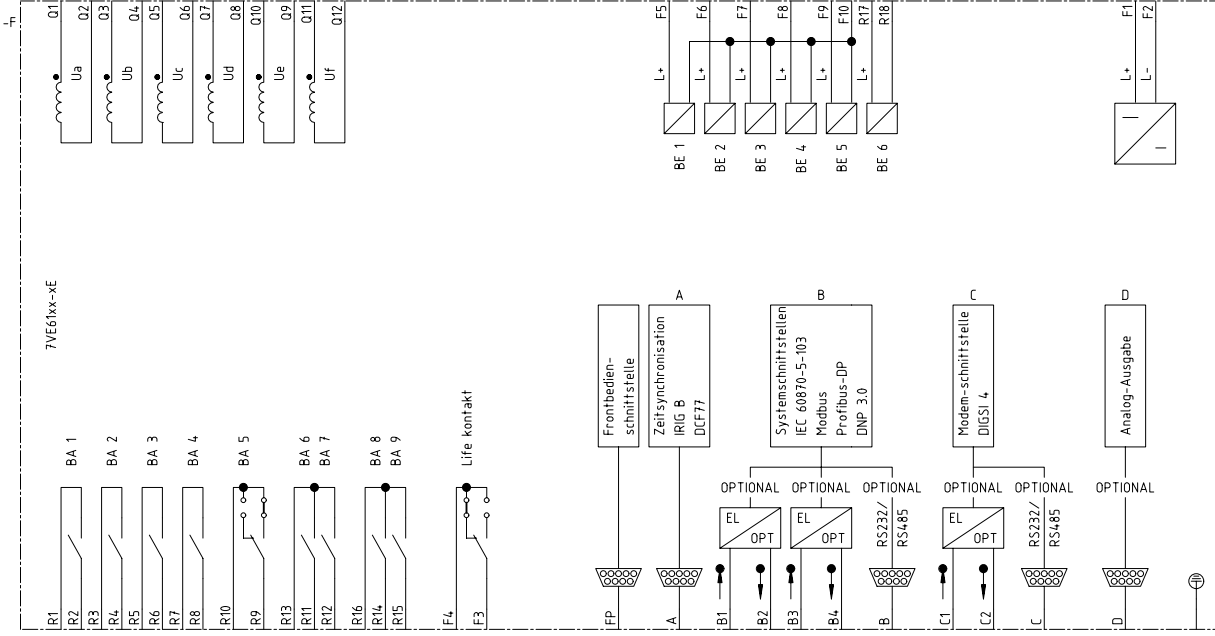 -F
Q1
Q2
Q3
Q4
Q5
Q6
Q7
Q8
Q10
Q9
Q11
Q12
Ua
Ub
Uc
Ud
Ue
Uf
F5
F6
F7
F8
F9
F10
R17
R18
F1
F2
L+
L+
L+
L+
L+
L+
L+
L-
BE 1
BE 2
BE 3
BE 4
BE 5
BE 6
7VE61xx-xE
A
B
C
D
Frontbedien-
schnittstelle
Zeitsynchronisation
IRIG B
DCF77
Systemschnittstellen
IEC 60870-5-103
Modbus
Profibus-DP
DNP 3.0
Modem-schnittstelle
DIGSI 4
Analog-Ausgabe
BA 1
BA 2
BA 3
BA 4
BA 5
BA 6
BA 7
BA 8
BA 9
Life kontakt
OPTIONAL
OPTIONAL
OPTIONAL
OPTIONAL
OPTIONAL
OPTIONAL
EL
OPT
EL
OPT
RS232/
RS485
EL
OPT
RS232/
RS485
R1
R2
R3
R4
R5
R6
R7
R8
R10
R9
R13
R11
R12
R16
R14
R15
F4
F3
FP
A
B1
B2
B3
B4
B
C1
C2
C
D